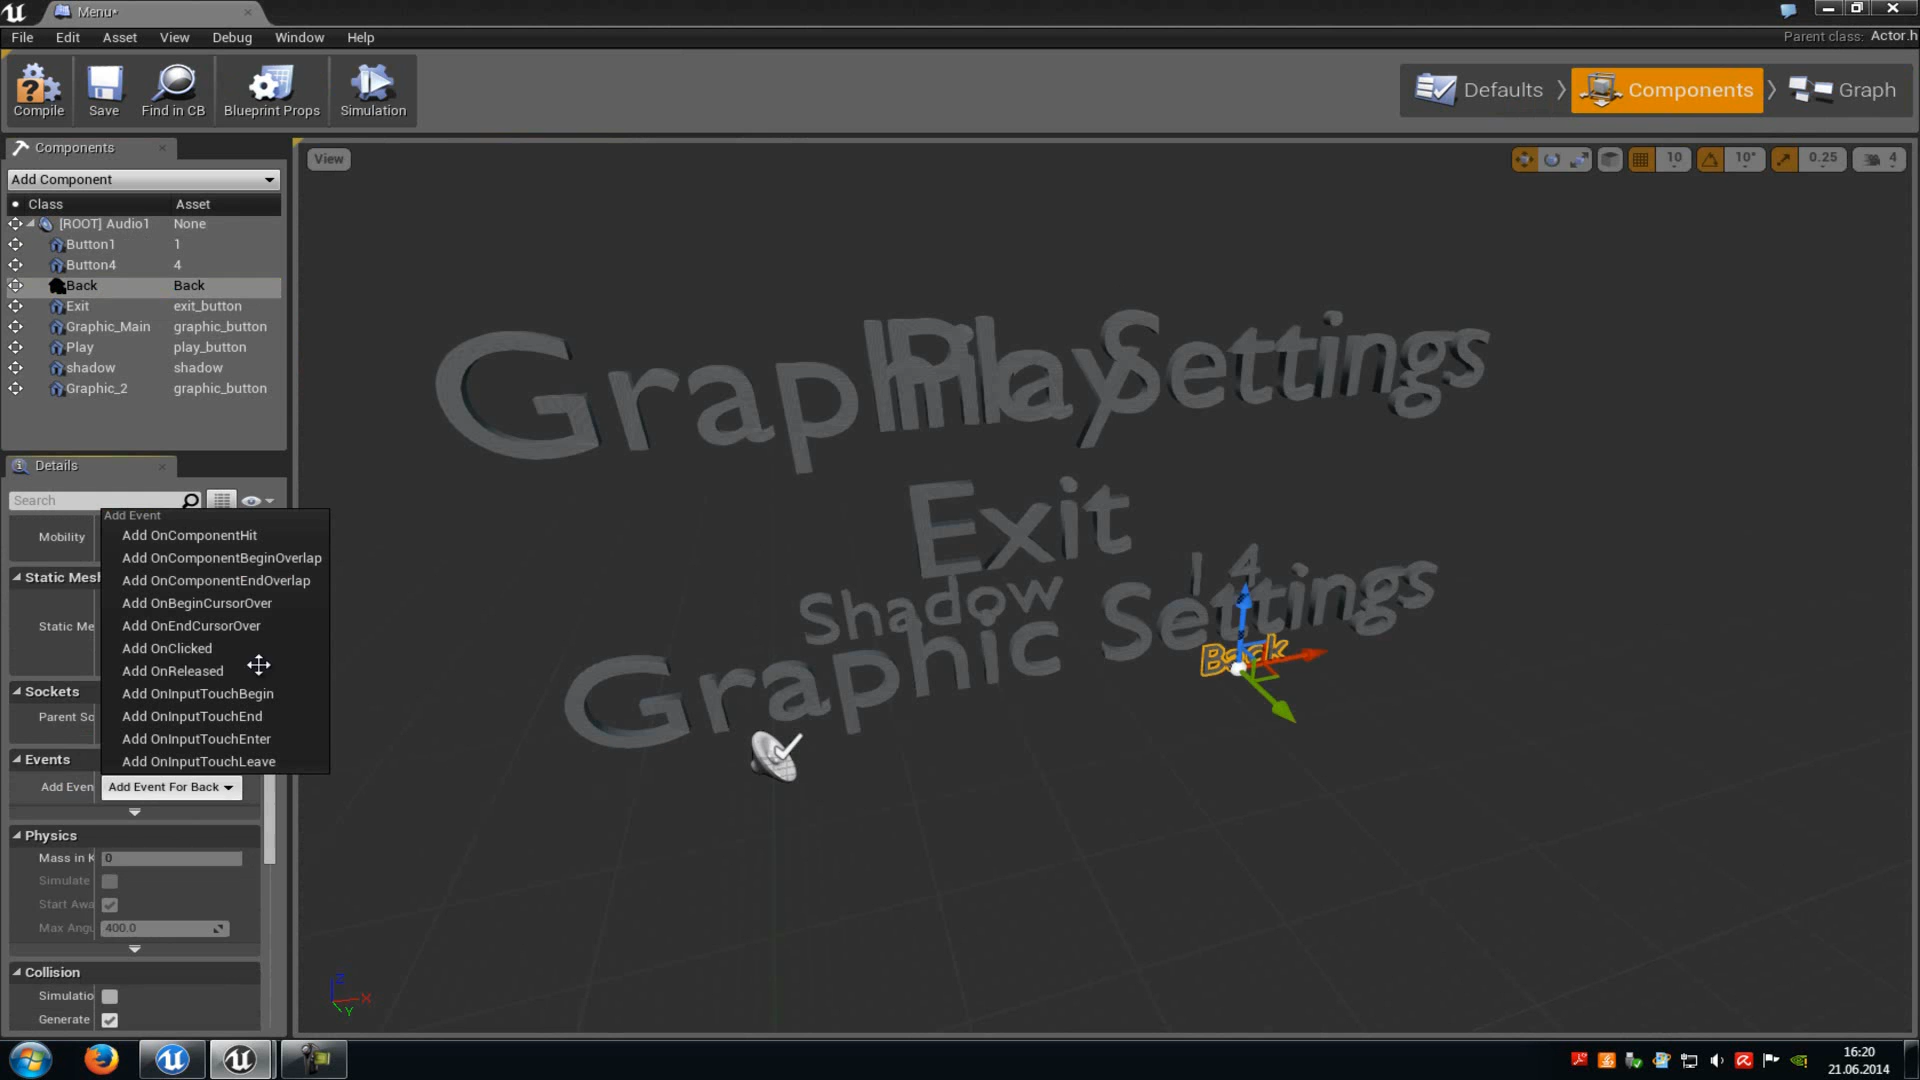 Menu*
File Edit Asset View Debug Window Help
Parent class: Actor.h
Compile Save Find in CB Blueprint Props Simulation
Defaults Components Graph
Components
View
10 10° 0.25 4
Add Component
Class Asset
[ROOT] Audio1 None
Button1 1
Button4 4
Back Back
Exit exit_button
Graphic_Main graphic_button
Play play_button
shadow shadow
Graphic_2 graphic_button
Graphic Settings
Play
Exit
Shadow
1 4
Graphic Settings
Back
Details
Search
Add Event
Mobility
Add OnComponentHit
Add OnComponentBeginOverlap
Static Mesh
Add OnComponentEndOverlap
Add OnBeginCursorOver
Static Me
Add OnEndCursorOver
Add OnClicked
Add OnReleased
Sockets
Add OnInputTouchBegin
Parent So
Add OnInputTouchEnd
Add OnInputTouchEnter
Events
Add OnInputTouchLeave
Add Even Add Event For Back
Physics
Mass in K 0
Simulate
Start Awa
Max Angu 400.0
Collision
Simulatio
Generate
Z
X
Y
16:20
21.06.2014